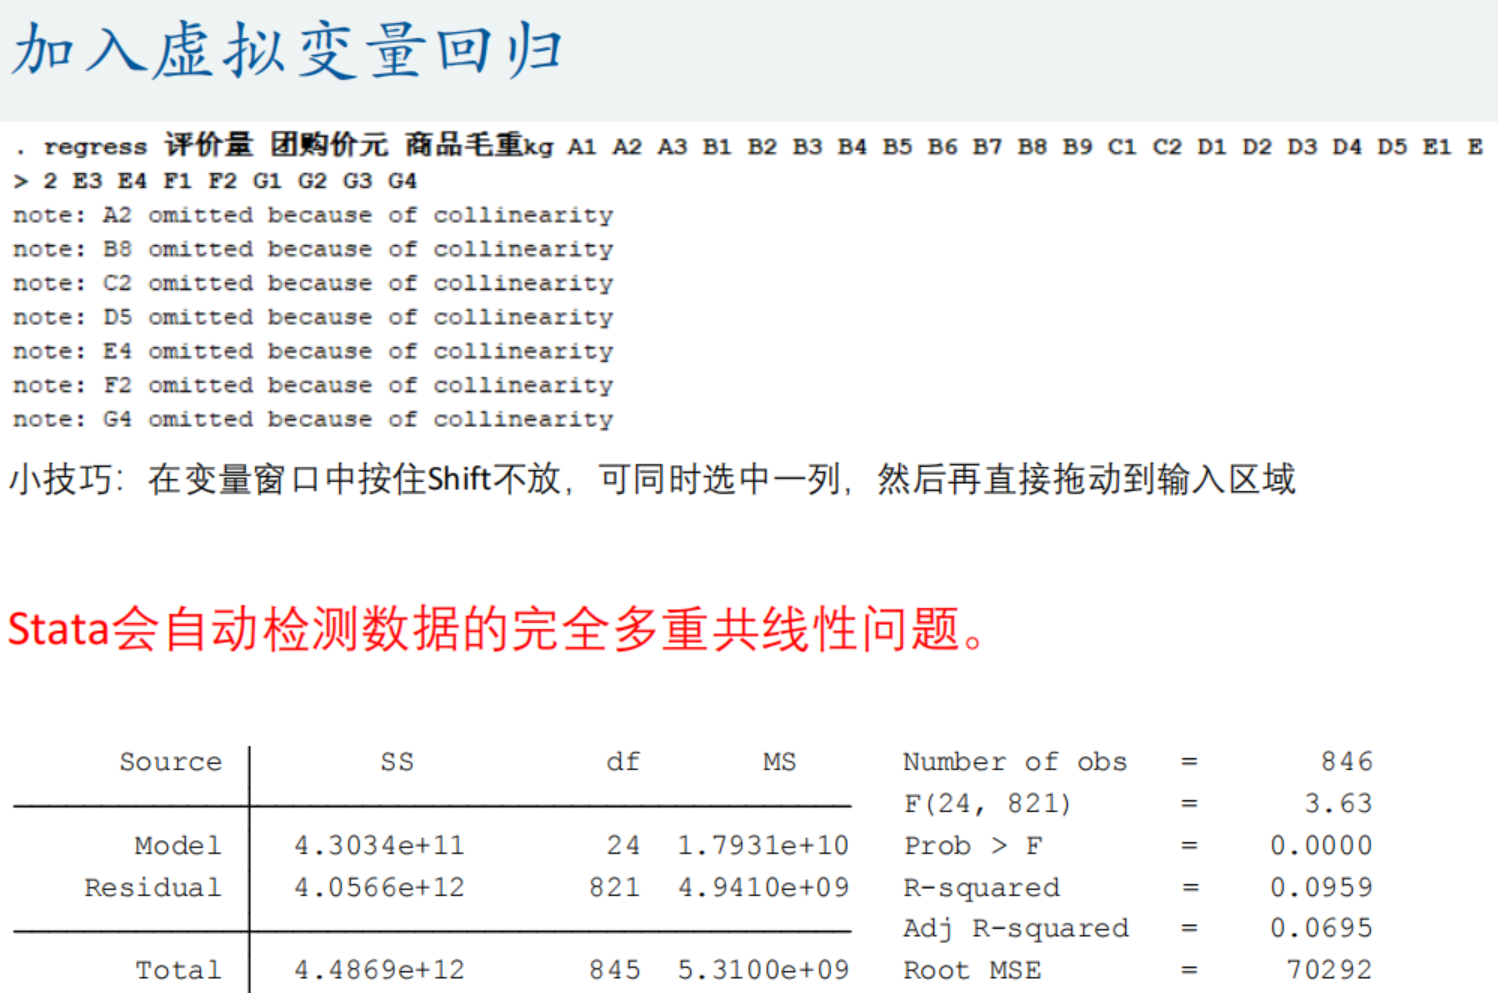 加入虚拟变量回归
. regress 评价量 团购价元 商品毛重kg A1 A2 A3 B1 B2 B3 B4 B5 B6 B7 B8 B9 C1 C2 D1 D2 D3 D4 D5 E1 E
> 2 E3 E4 F1 F2 G1 G2 G3 G4
note: A2 omitted because of collinearity
note: B8 omitted because of collinearity
note: C2 omitted because of collinearity
note: D5 omitted because of collinearity
note: E4 omitted because of collinearity
note: F2 omitted because of collinearity
note: G4 omitted because of collinearity
小技巧：在变量窗口中按住Shift不放，可同时选中一列，然后再直接拖动到输入区域
Stata会自动检测数据的完全多重共线性问题。
Source SS df MS Number of obs = 846
F(24, 821) = 3.63
Model 4.3034e+11 24 1.7931e+10 Prob > F = 0.0000
Residual 4.0566e+12 821 4.9410e+09 R-squared = 0.0959
Adj R-squared = 0.0695
Total 4.4869e+12 845 5.3100e+09 Root MSE = 70292